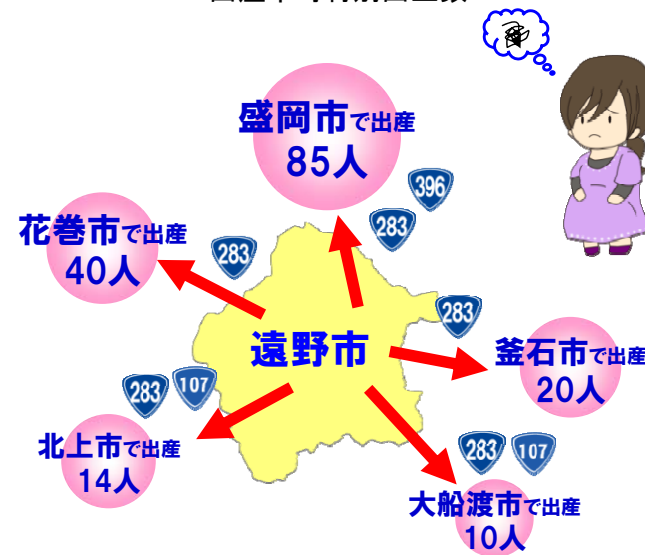 盛岡市で出産
85人
396
283
花巻市で出産
40人
283
283
遠野市
釜石市で出産
20人
283
107
北上市で出産
14人
283
107
大船渡市で出産
10人